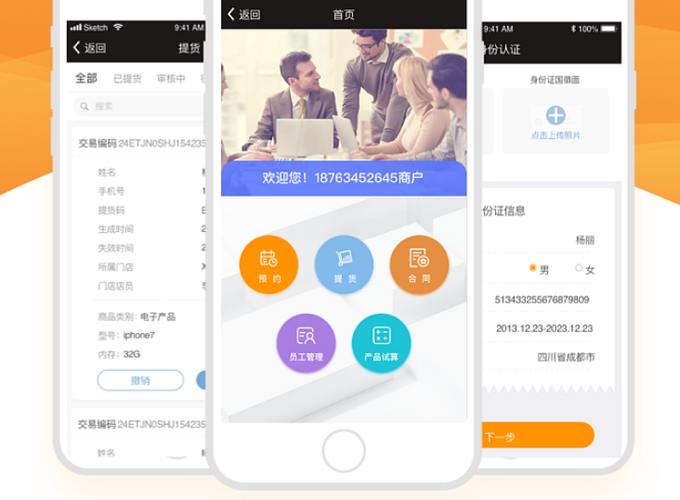 Sketch 9:41 AM
返回 提货
全部 已提货 审核中
搜索
交易编码 24ETJN0SHJ154235
姓名
手机号
提货码
生成时间
失效时间
所属门店
门店店员
商品类别：电子产品
型号：iphone7
内存：32G
撤销
交易编码 24ETJN0SHJ154235
姓名
返回 首页
欢迎您！18763452645商户
预约 提货 合同
员工管理 产品试算
9:41 AM 100%
身份认证
身份证国徽面
点击上传照片
份证信息
杨丽
男 女
513433255676879809
2013.12.23-2023.12.23
四川省成都市
下一步